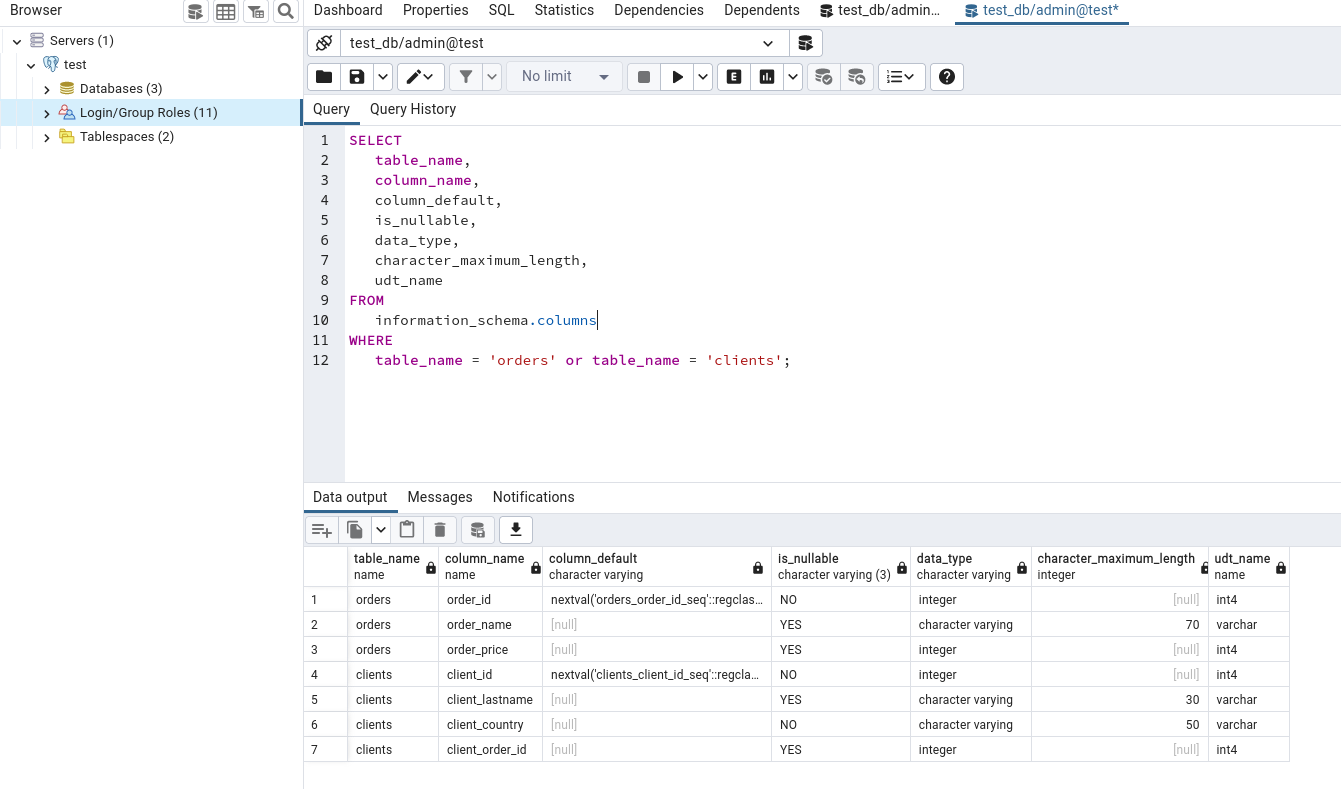 Browser
Dashboard Properties SQL Statistics Dependencies Dependents test_db/admin... test_db/admin@test*
Servers (1)
test
Databases (3)
Login/Group Roles (11)
Tablespaces (2)
test_db/admin@test
No limit
E
Query Query History
1 SELECT
2 table_name,
3 column_name,
4 column_default,
5 is_nullable,
6 data_type,
7 character_maximum_length,
8 udt_name
9 FROM
10 information_schema.columns
11 WHERE
12 table_name = 'orders' or table_name = 'clients';
Data output Messages Notifications
table_name column_name column_default is_nullable data_type character_maximum_length udt_name
name name character varying character varying (3) character varying integer name
1 orders order_id nextval('orders_order_id_seq'::regclas... NO integer [null] int4
2 orders order_name [null] YES character varying 70 varchar
3 orders order_price [null] YES integer [null] int4
4 clients client_id nextval('clients_client_id_seq'::regcla... NO integer [null] int4
5 clients client_lastname [null] YES character varying 30 varchar
6 clients client_country [null] NO character varying 50 varchar
7 clients client_order_id [null] YES integer [null] int4